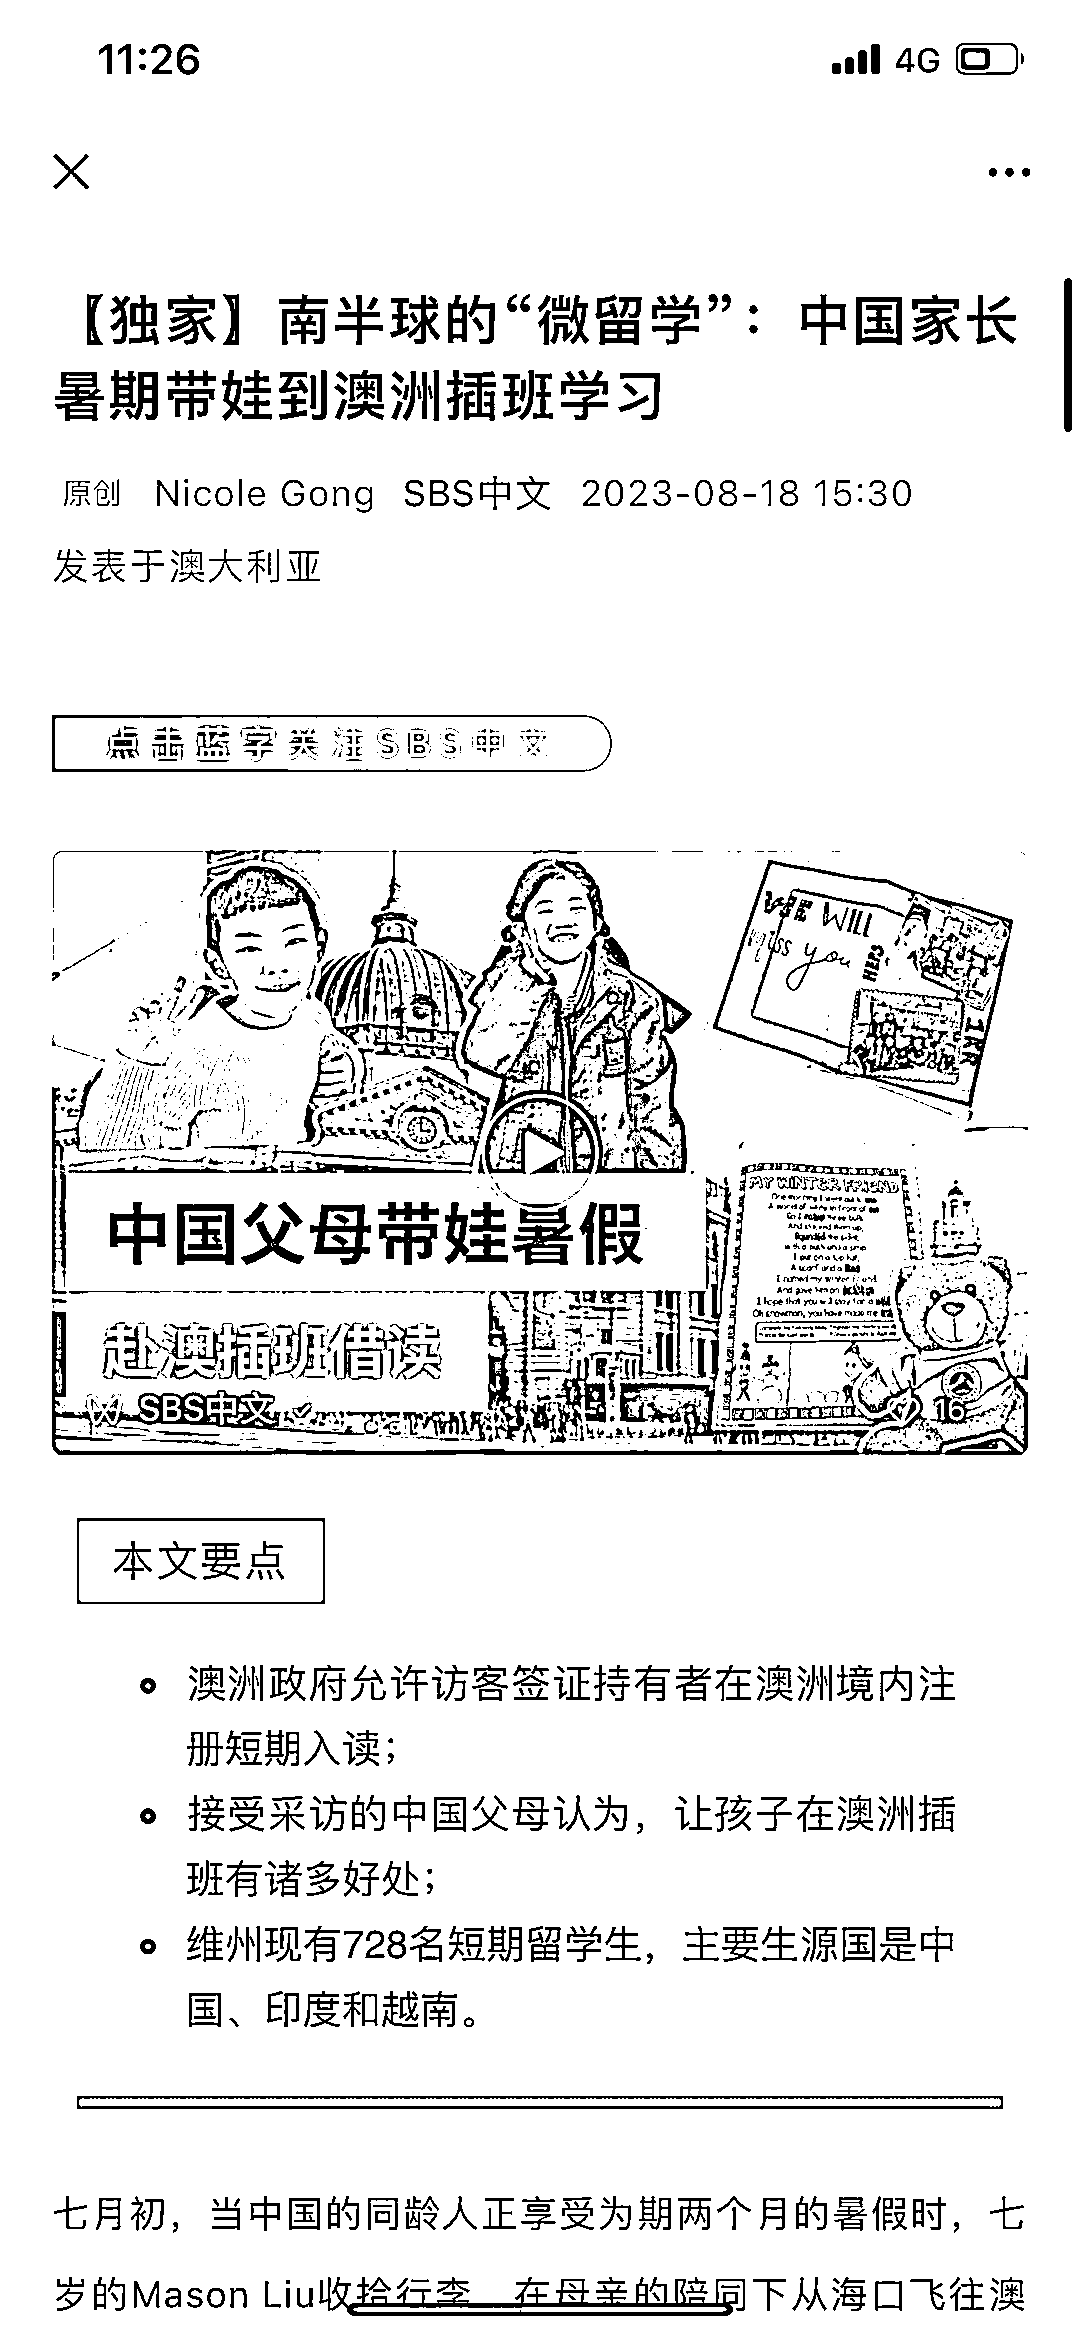 11:26
4G
【独家】南半球的“微留学”：中国家长
暑期带娃到澳洲插班学习
原创 Nicole Gong SBS中文 2023-08-18 15:30
发表于澳大利亚
点击蓝字关注SBS中文
WE WILL
miss you
中国父母带娃暑假
MY WINTER FRIEND
赴澳插班借读
SBS中文
16
本文要点
澳洲政府允许访客签证持有者在澳洲境内注
册短期入读；
接受采访的中国父母认为，让孩子在澳洲插
班有诸多好处；
维州现有728名短期留学生，主要生源国是中
国、印度和越南。
七月初，当中国的同龄人正享受为期两个月的暑假时，七
岁的Mason Liu收拾行李，在母亲的陪同下从海口飞往澳